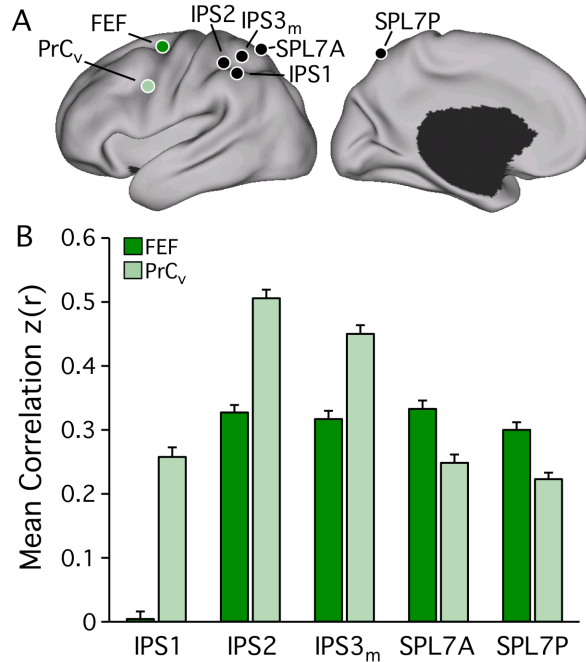 A
FEF
PrCv
IPS2
IPS3m
SPL7A
IPS1
SPL7P
B
FEF
PrCv
Mean Correlation z(r)
0.6
0.5
0.4
0.3
0.2
0.1
0
IPS1 IPS2 IPS3m SPL7A SPL7P